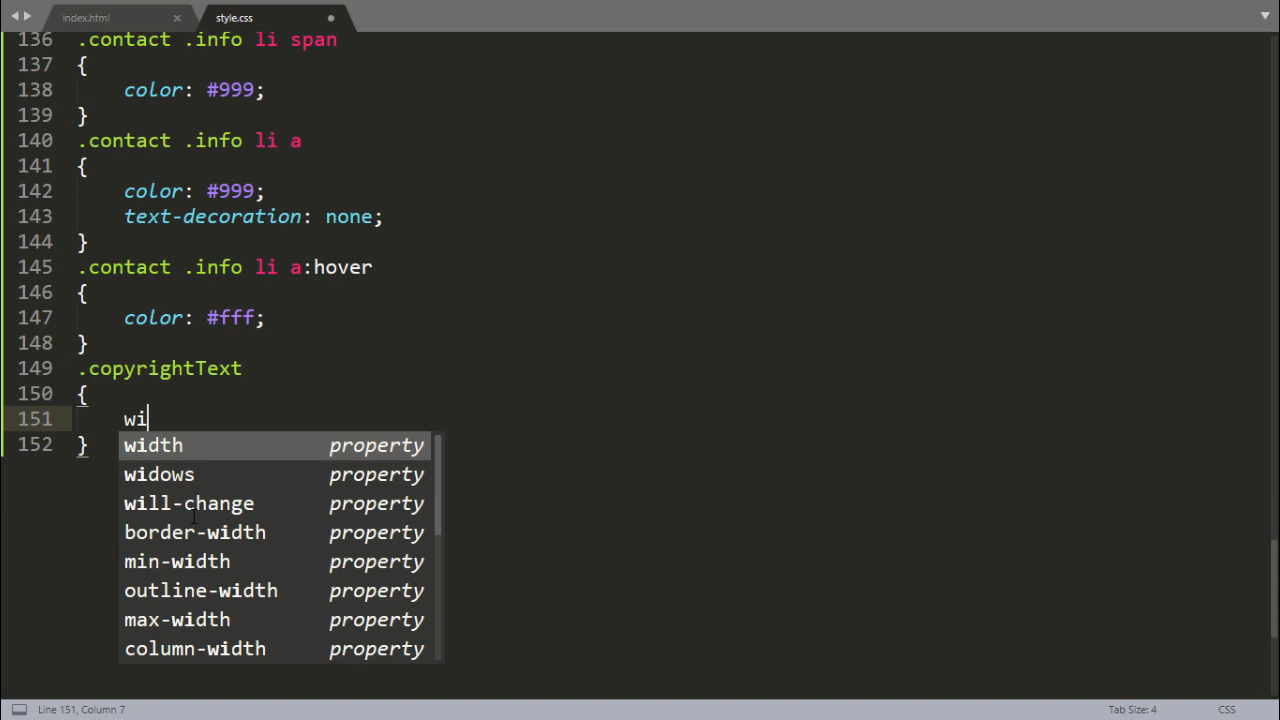 index.html × style.css
136 .contact .info li span
137 {
138 color: #999;
139 }
140 .contact .info li a
141 {
142 color: #999;
143 text-decoration: none;
144 }
145 .contact .info li a:hover
146 {
147 color: #fff;
148 }
149 .copyrightText
150 {
151 wi
152 }
width property
widows property
will-change property
border-width property
min-width property
outline-width property
max-width property
column-width property
Line 151, Column 7 Tab Size: 4 CSS